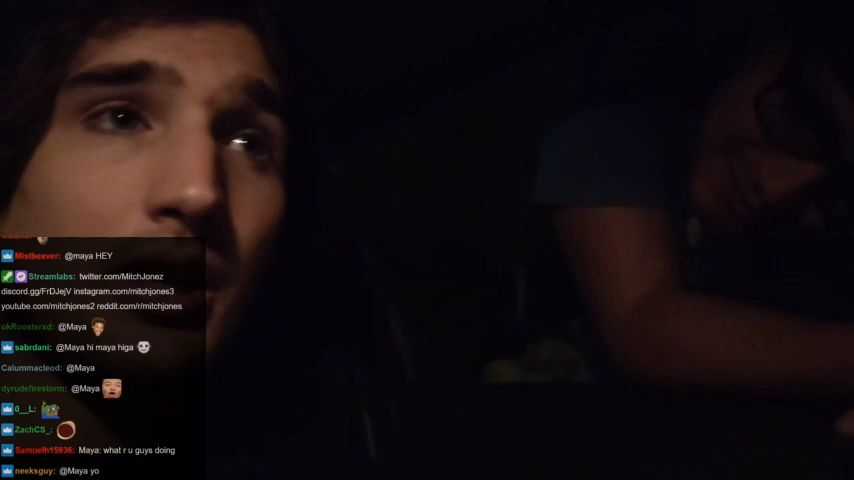 Mistbeaver: @maya HEY
Streamlabs: twitter.com/MitchJonez
discord.gg/FrDJejV instagram.com/mitchjones3
youtube.com/mitchjones2 reddit.com/r/mitchjones
okRoosterxd: @Maya
sabrdani: @Maya hi maya higa
Calummacleod: @Maya
dyrudefirestorm: @Maya
0__L:
ZachCS_:
Samuelh15936: Maya: what r u guys doing
neeksguy: @Maya yo